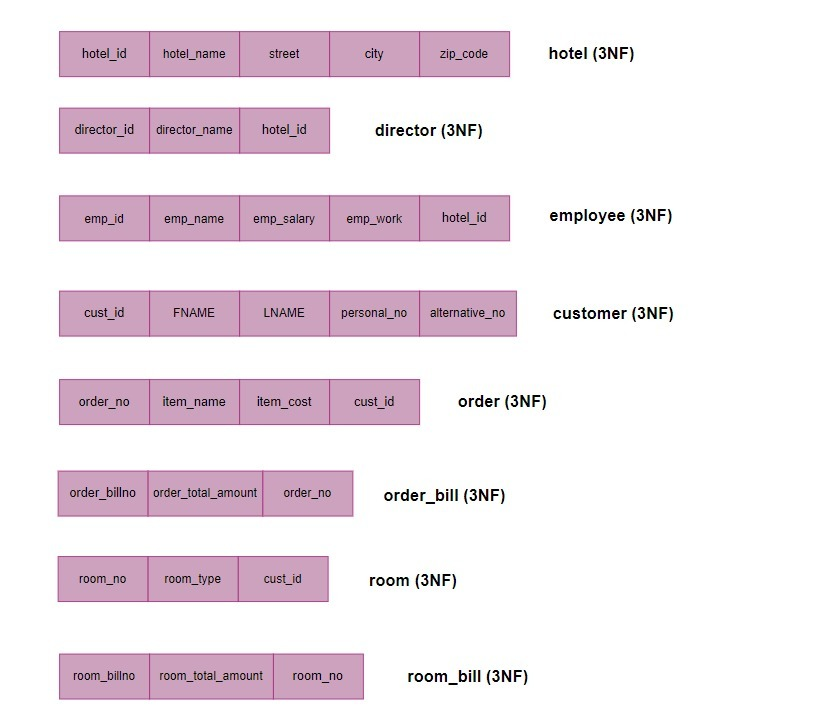 hotel_id hotel_name street city zip_code hotel (3NF)
director_id director_name hotel_id director (3NF)
emp_id emp_name emp_salary emp_work hotel_id employee (3NF)
cust_id FNAME LNAME personal_no alternative_no customer (3NF)
order_no item_name item_cost cust_id order (3NF)
order_billno order_total_amount order_no order_bill (3NF)
room_no room_type cust_id room (3NF)
room_billno room_total_amount room_no room_bill (3NF)